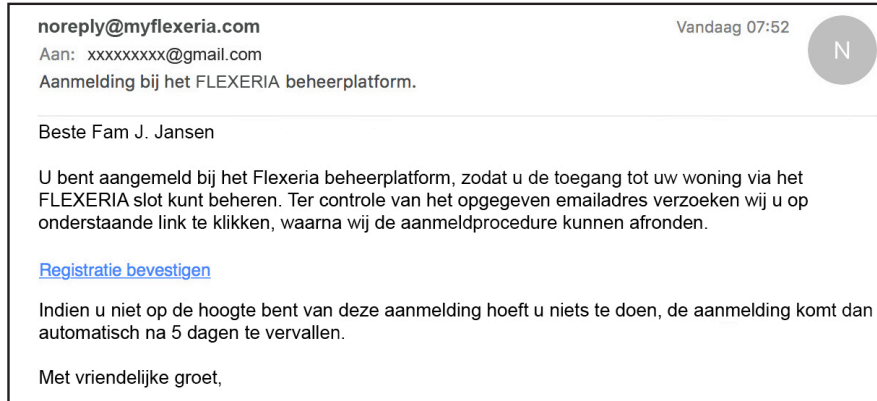 noreply@myflexeria.com
Vandaag 07:52
N
Aan: xxxxxxxxx@gmail.com
Aanmelding bij het FLEXERIA beheerplatform.
Beste Fam J. Jansen
U bent aangemeld bij het Flexeria beheerplatform, zodat u de toegang tot uw woning via het
FLEXERIA slot kunt beheren. Ter controle van het opgegeven emailadres verzoeken wij u op
onderstaande link te klikken, waarna wij de aanmeldprocedure kunnen afronden.
Registratie bevestigen
Indien u niet op de hoogte bent van deze aanmelding hoeft u niets te doen, de aanmelding komt dan
automatisch na 5 dagen te vervallen.
Met vriendelijke groet,